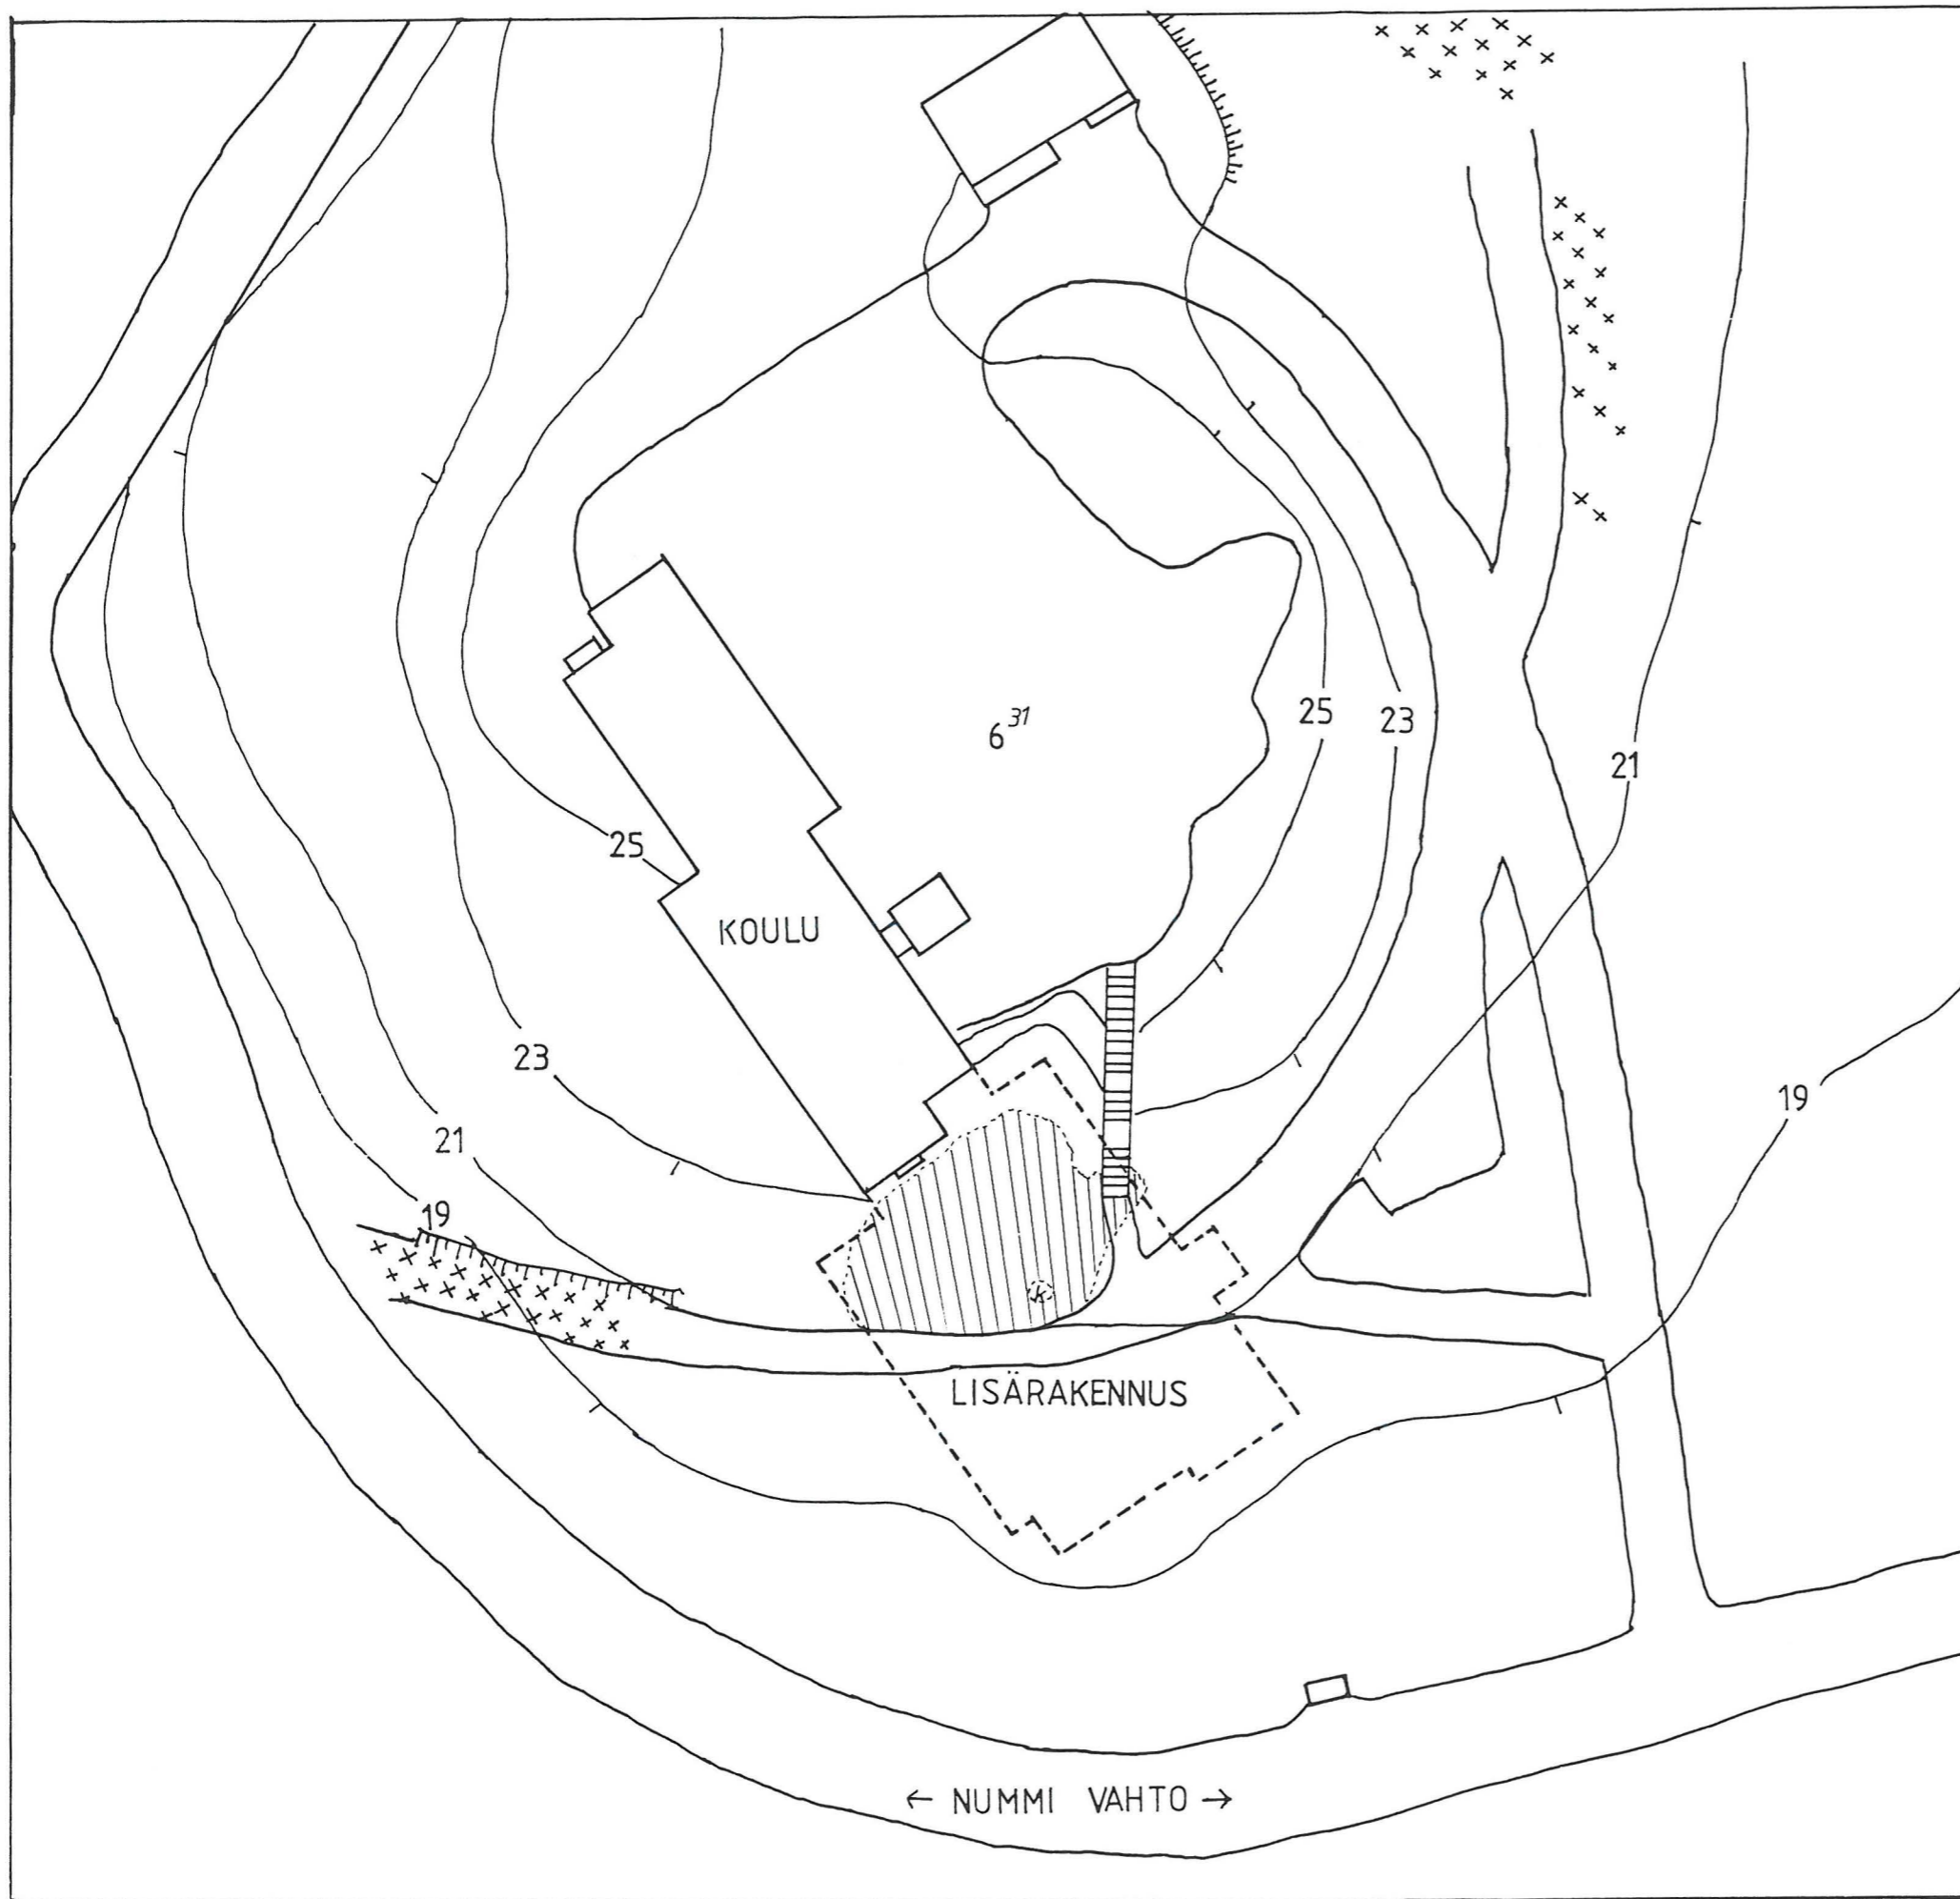 6³¹
25
23
21
25
KOULU
23
19
21
19
k
LISÄRAKENNUS
← NUMMI VAHTO →